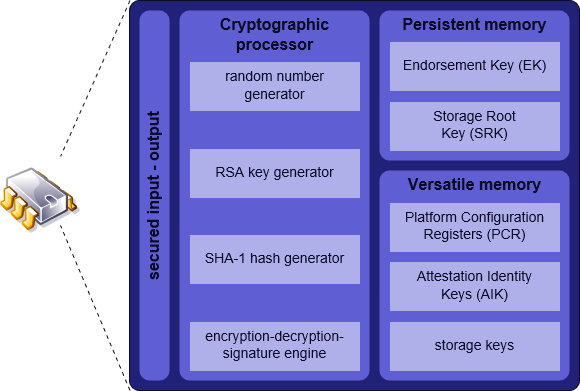 secured input - output
Cryptographic
processor
random number
generator
RSA key generator
SHA-1 hash generator
encryption-decryption-
signature engine
Persistent memory
Endorsement Key (EK)
Storage Root
Key (SRK)
Versatile memory
Platform Configuration
Registers (PCR)
Attestation Identity
Keys (AIK)
storage keys